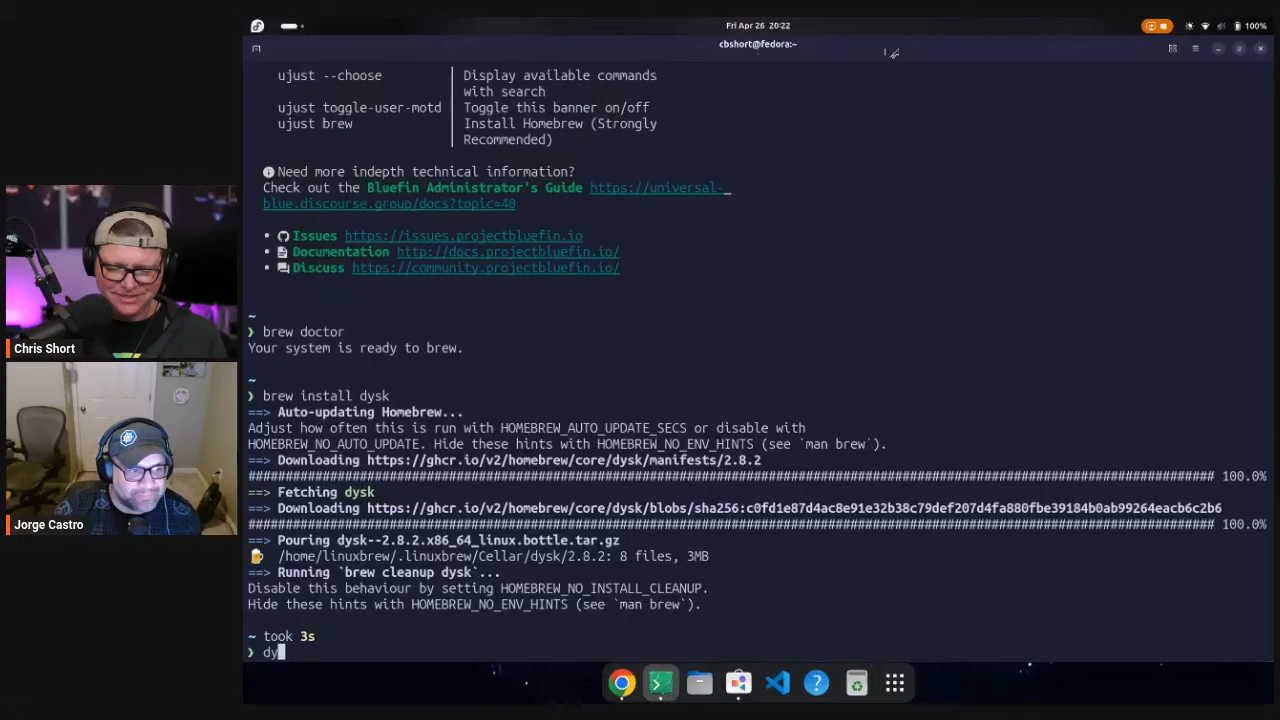 Fri Apr 26 20:22
100%
cbshort@fedora:~
ujust --choose
Display available commands
with search
ujust toggle-user-motd
Toggle this banner on/off
ujust brew
Install Homebrew (Strongly
Recommended)
Need more indepth technical information?
Check out the Bluefin Administrator's Guide https://universal-
blue.discourse.group/docs?topic=40
• Issues https://issues.projectbluefin.io
• Documentation http://docs.projectbluefin.io/
• Discuss https://community.projectbluefin.io/
~
❯ brew doctor
Your system is ready to brew.
~
❯ brew install dysk
==> Auto-updating Homebrew...
Adjust how often this is run with HOMEBREW_AUTO_UPDATE_SECS or disable with
HOMEBREW_NO_AUTO_UPDATE. Hide these hints with HOMEBREW_NO_ENV_HINTS (see `man brew`).
==> Downloading https://ghcr.io/v2/homebrew/core/dysk/manifests/2.8.2
######################################################################## 100.0%
==> Fetching dysk
==> Downloading https://ghcr.io/v2/homebrew/core/dysk/blobs/sha256:c0fd1e87d4ac8e91e32b38c79def207d4fa880fbe39184b0ab99264eacb6c2b6
######################################################################## 100.0%
==> Pouring dysk--2.8.2.x86_64_linux.bottle.tar.gz
🍺 /home/linuxbrew/.linuxbrew/Cellar/dysk/2.8.2: 8 files, 3MB
==> Running `brew cleanup dysk`...
Disable this behaviour by setting HOMEBREW_NO_INSTALL_CLEANUP.
Hide these hints with HOMEBREW_NO_ENV_HINTS (see `man brew`).
~ took 3s
❯ dy
Chris Short
Jorge Castro